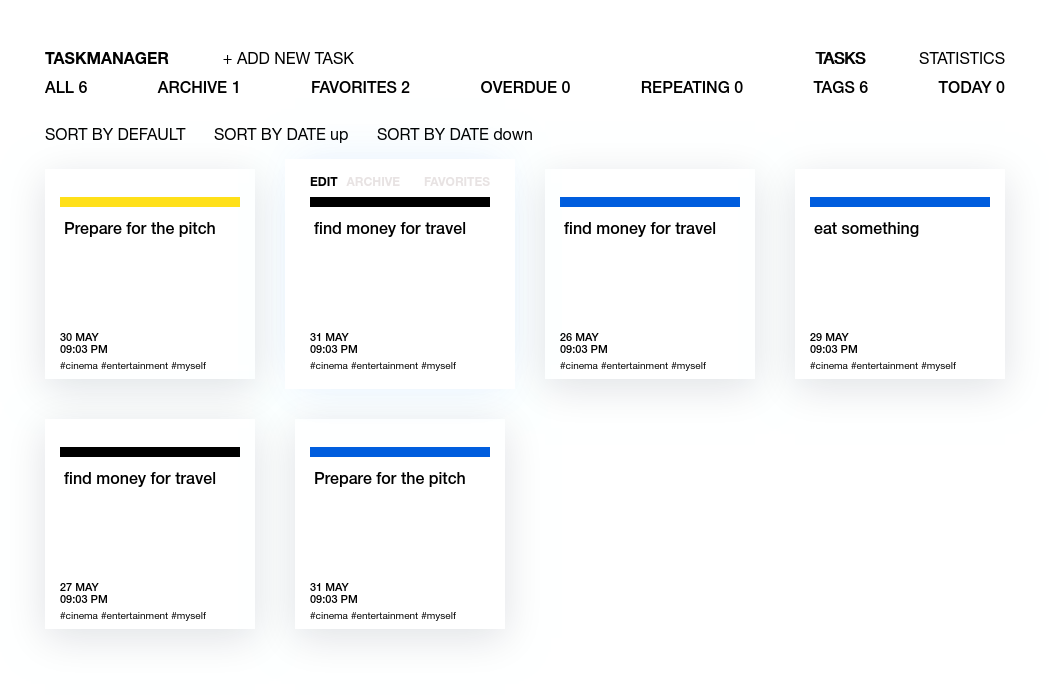 TASKMANAGER + ADD NEW TASK TASKS STATISTICS
ALL 6 ARCHIVE 1 FAVORITES 2 OVERDUE 0 REPEATING 0 TAGS 6 TODAY 0
SORT BY DEFAULT SORT BY DATE up SORT BY DATE down
Prepare for the pitch
30 MAY
09:03 PM
#cinema #entertainment #myself
EDIT ARCHIVE FAVORITES
find money for travel
31 MAY
09:03 PM
#cinema #entertainment #myself
find money for travel
26 MAY
09:03 PM
#cinema #entertainment #myself
eat something
29 MAY
09:03 PM
#cinema #entertainment #myself
find money for travel
27 MAY
09:03 PM
#cinema #entertainment #myself
Prepare for the pitch
31 MAY
09:03 PM
#cinema #entertainment #myself